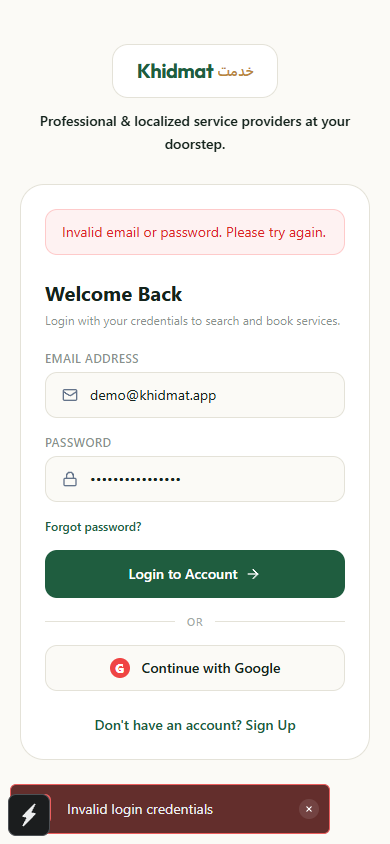 Khidmat خدمت
Professional & localized service providers at your
doorstep.
Invalid email or password. Please try again.
Welcome Back
Login with your credentials to search and book services.
EMAIL ADDRESS
demo@khidmat.app
PASSWORD
••••••••••••••••
Forgot password?
Login to Account →
OR
G Continue with Google
Don't have an account? Sign Up
Invalid login credentials ×